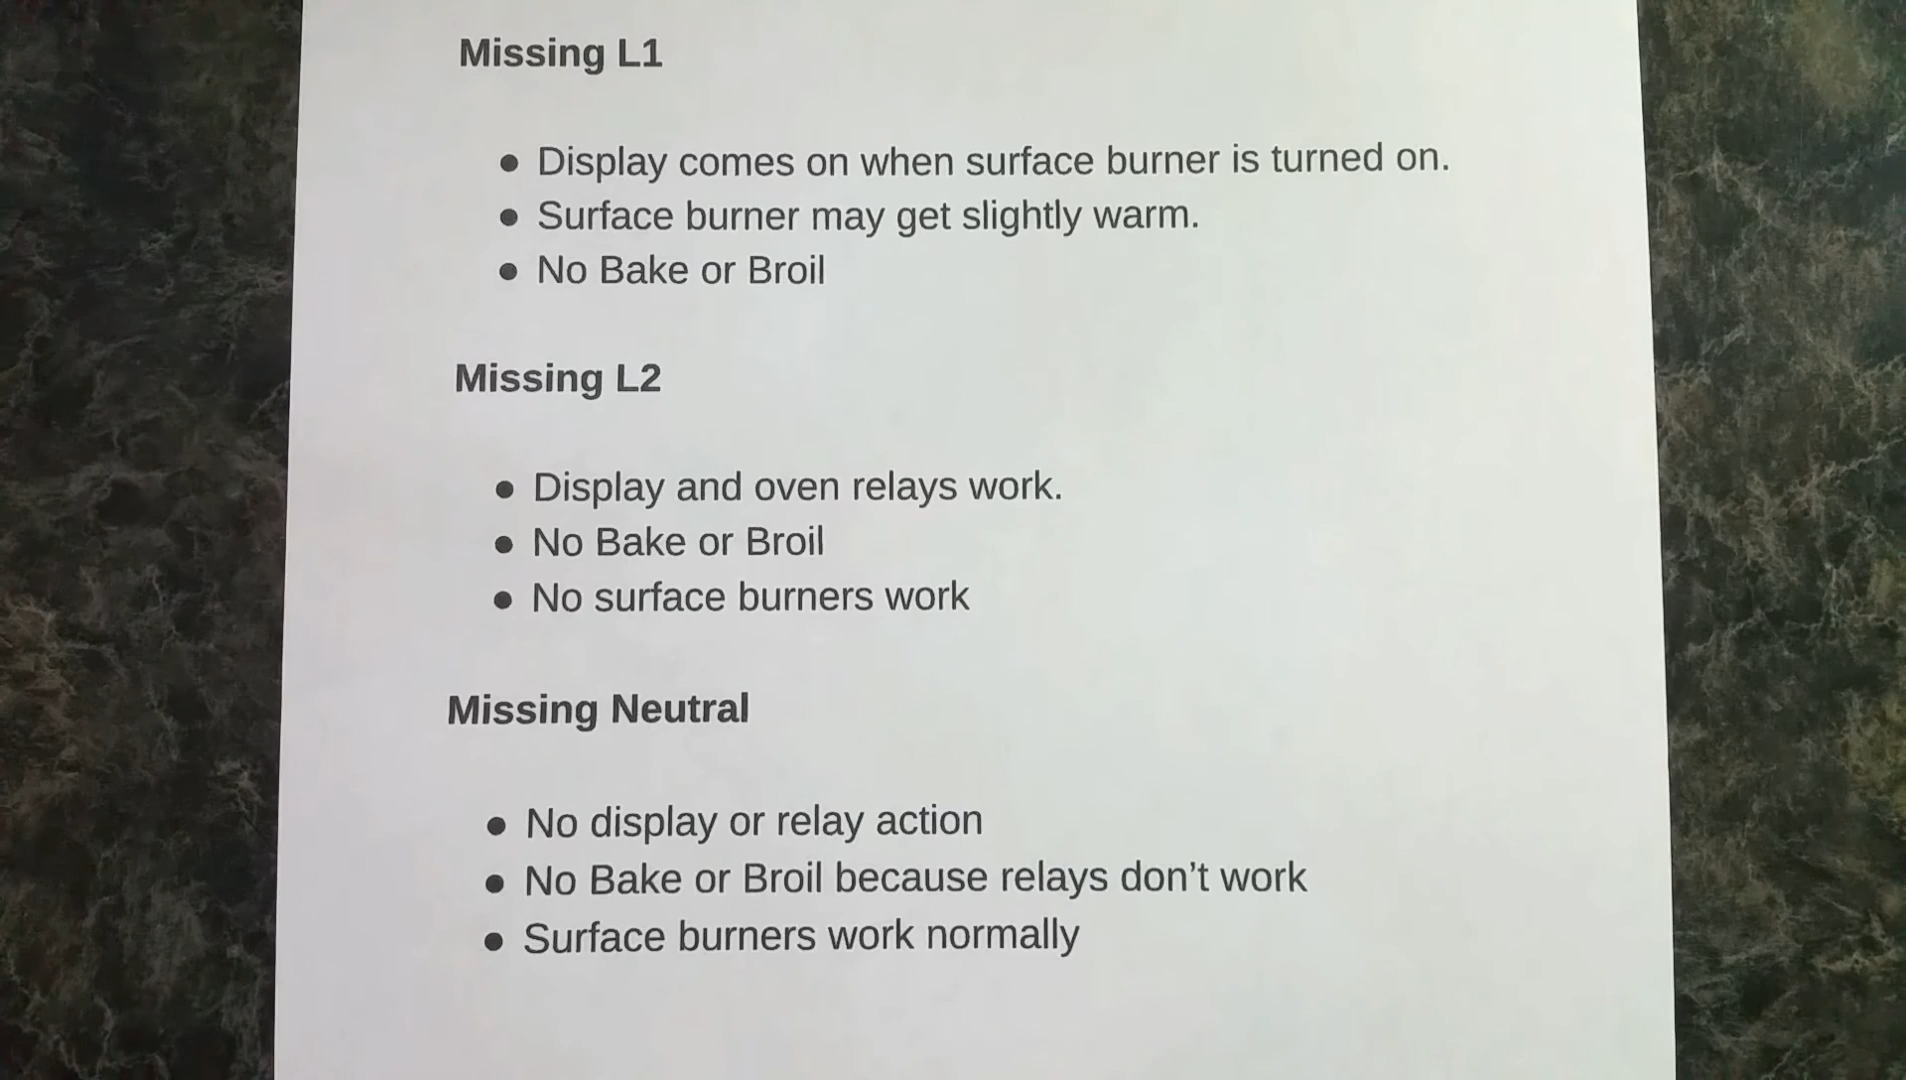 Missing L1
● Display comes on when surface burner is turned on.
● Surface burner may get slightly warm.
● No Bake or Broil
Missing L2
● Display and oven relays work.
● No Bake or Broil
● No surface burners work
Missing Neutral
● No display or relay action
● No Bake or Broil because relays don’t work
● Surface burners work normally